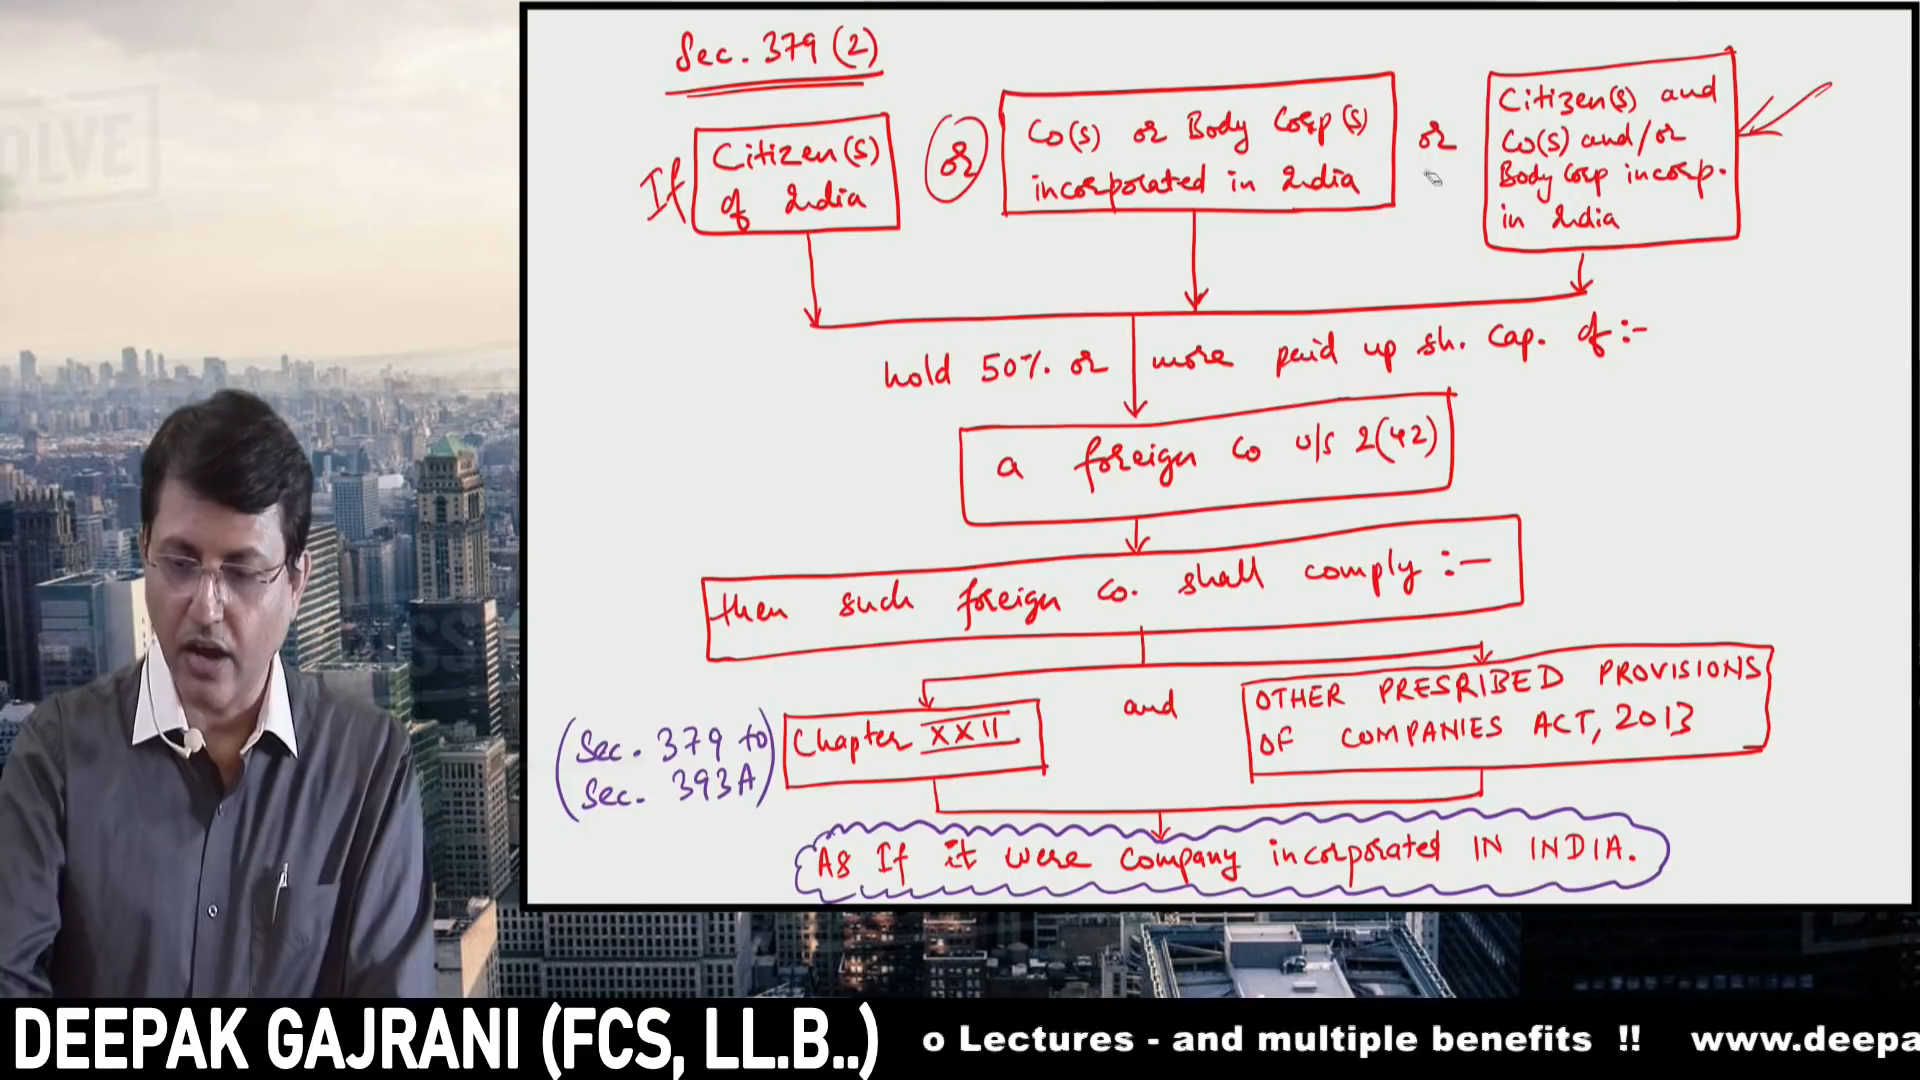 Sec. 379 (2)
If
Citizen(s)
of India
or
Co(s) or Body Corp(s)
incorporated in India
or
Citizen(s) and
Co(s) and/or
Body Corp incorp.
in India
hold 50% or more paid up sh. cap. of :-
a foreign co u/s 2(42)
then such foreign co. shall comply :-
(Sec. 379 to
Sec. 393A)
Chapter XXII
and
OTHER PRESRIBED PROVISIONS
OF COMPANIES ACT, 2013
As If it were company incorporated IN INDIA.
OLVE
DEEPAK GAJRANI (FCS, LL.B..)
o Lectures - and multiple benefits !! www.deepa